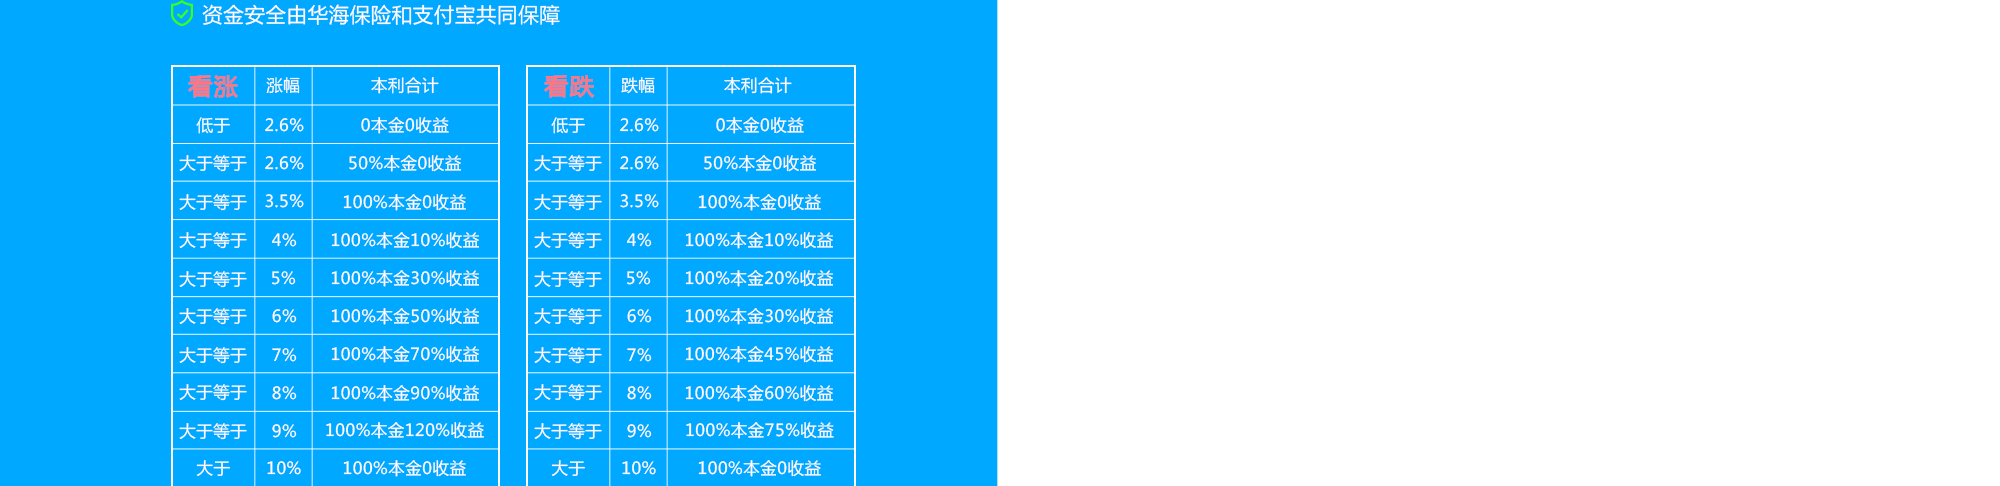 资金安全由华海保险和支付宝共同保障
看涨 涨幅 本利合计
低于 2.6% 0本金0收益
大于等于 2.6% 50%本金0收益
大于等于 3.5% 100%本金0收益
大于等于 4% 100%本金10%收益
大于等于 5% 100%本金30%收益
大于等于 6% 100%本金50%收益
大于等于 7% 100%本金70%收益
大于等于 8% 100%本金90%收益
大于等于 9% 100%本金120%收益
大于 10% 100%本金0收益
看跌 跌幅 本利合计
低于 2.6% 0本金0收益
大于等于 2.6% 50%本金0收益
大于等于 3.5% 100%本金0收益
大于等于 4% 100%本金10%收益
大于等于 5% 100%本金20%收益
大于等于 6% 100%本金30%收益
大于等于 7% 100%本金45%收益
大于等于 8% 100%本金60%收益
大于等于 9% 100%本金75%收益
大于 10% 100%本金0收益